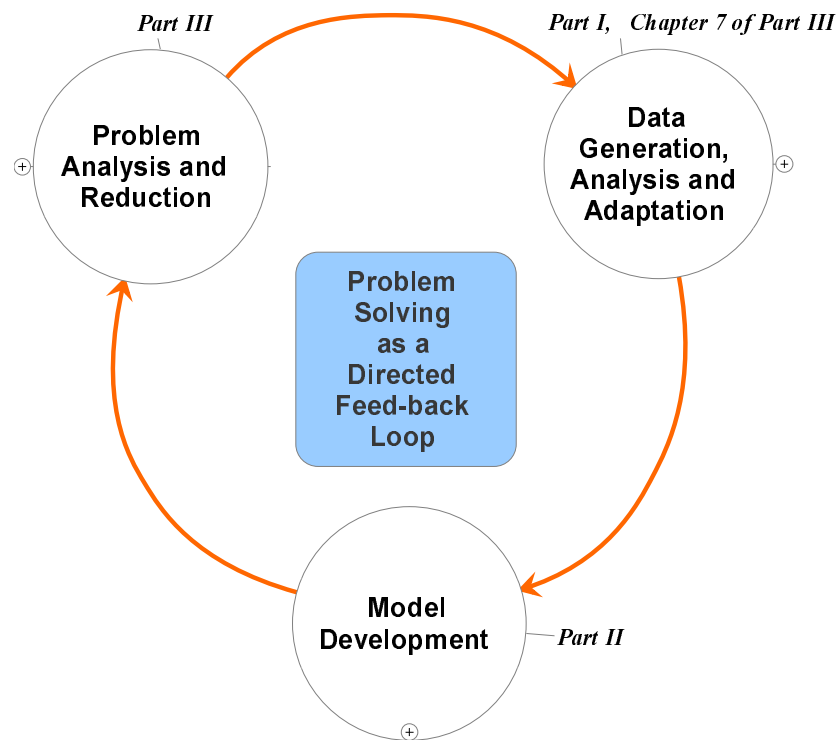 Part III
Part I, Chapter 7 of Part III
Problem
Analysis and
Reduction
Data
Generation,
Analysis and
Adaptation
Problem
Solving
as a
Directed
Feed-back
Loop
Model
Development
Part II